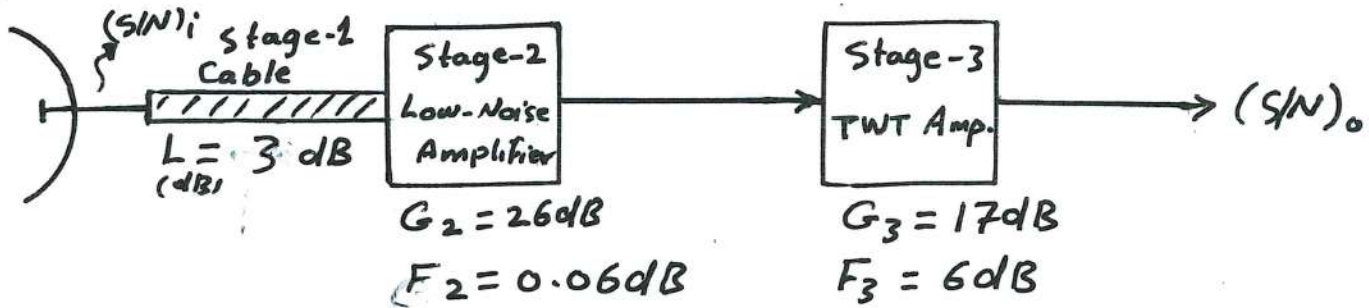 (S/N)i
Stage-1
Cable
L = 3 dB
(dB)
Stage-2
Low-Noise
Amplifier
G2 = 26dB
F2 = 0.06dB
Stage-3
TWT Amp.
G3 = 17dB
F3 = 6dB
(S/N)o